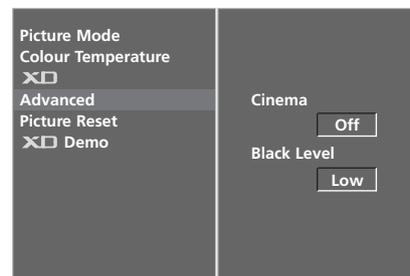 Picture Mode
Colour Temperature
XD
Advanced
Picture Reset
XD Demo
Cinema
Off
Black Level
Low